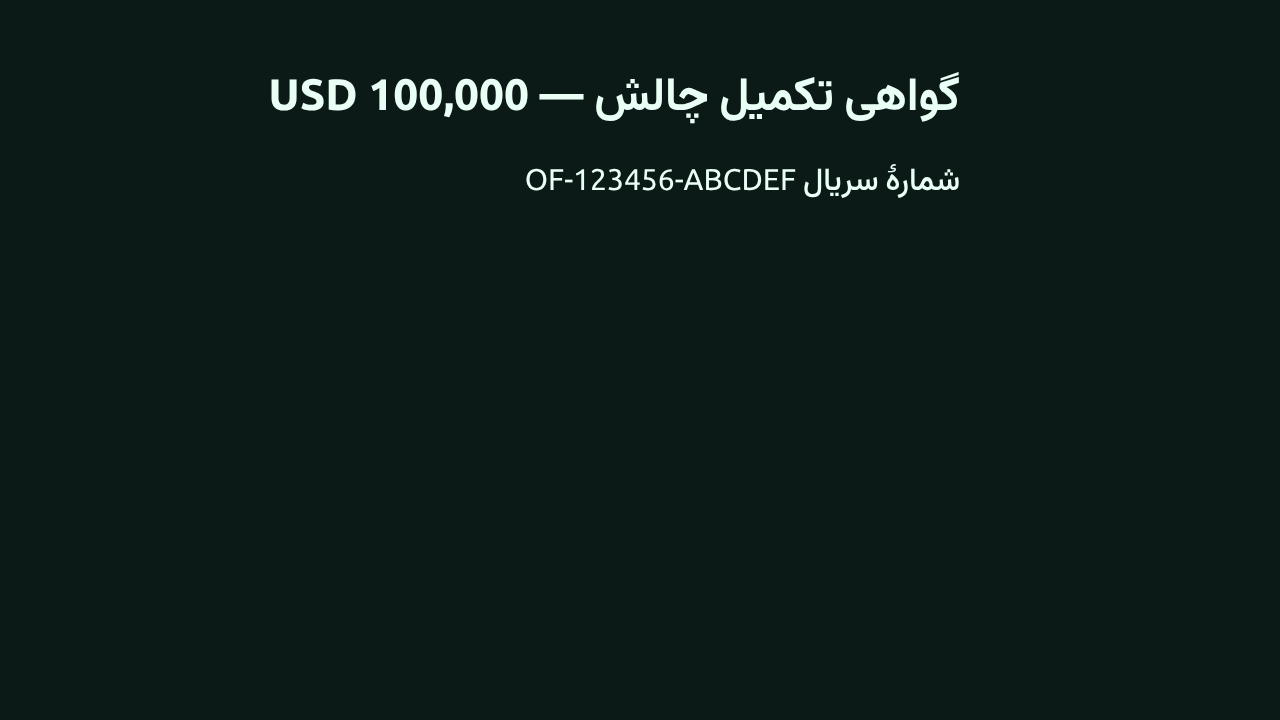 گواهی تکمیل چالش — 100,000 USD
شمارهٔ سریال OF-123456-ABCDEF